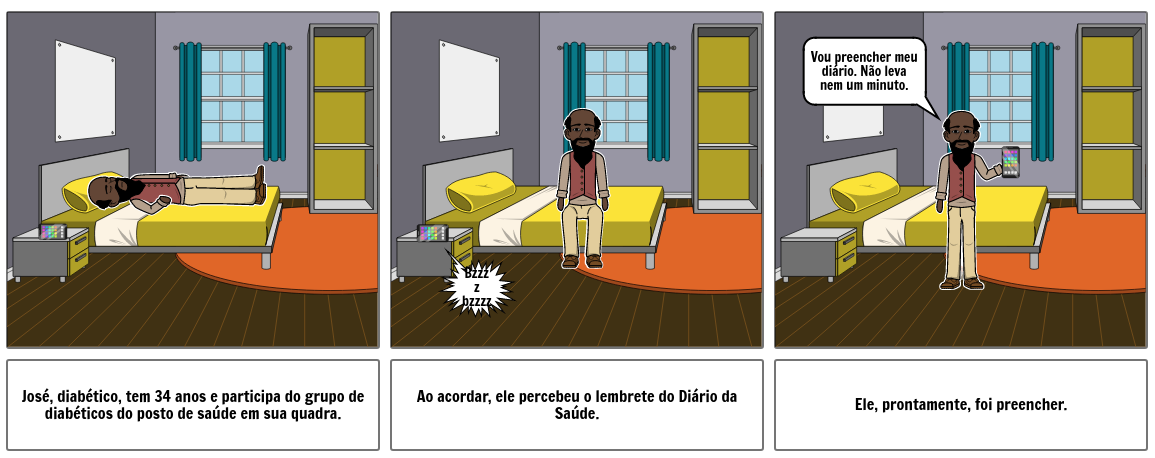 Vou preencher meu
diário. Não leva
nem um minuto.
Bzzz
z
bzzzz
José, diabético, tem 34 anos e participa do grupo de
diabéticos do posto de saúde em sua quadra.
Ao acordar, ele percebeu o lembrete do Diário da
Saúde.
Ele, prontamente, foi preencher.